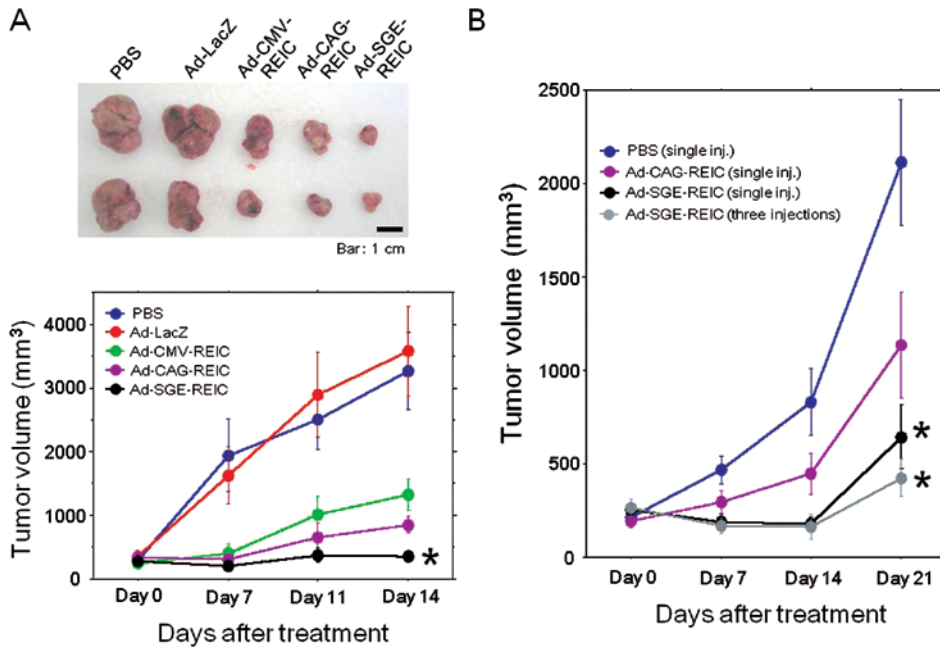 A
PBS
Ad-LacZ
Ad-CMV-
REIC
Ad-CAG-
REIC
Ad-SGE-
REIC
Bar: 1 cm
Tumor volume (mm³)
4000
3000
2000
1000
0
PBS
Ad-LacZ
Ad-CMV-REIC
Ad-CAG-REIC
Ad-SGE-REIC
*
Day 0
Day 7
Day 11
Day 14
Days after treatment
B
Tumor volume (mm³)
2500
2000
1500
1000
500
0
PBS (single inj.)
Ad-CAG-REIC (single inj.)
Ad-SGE-REIC (single inj.)
Ad-SGE-REIC (three injections)
*
*
Day 0
Day 7
Day 14
Day 21
Days after treatment